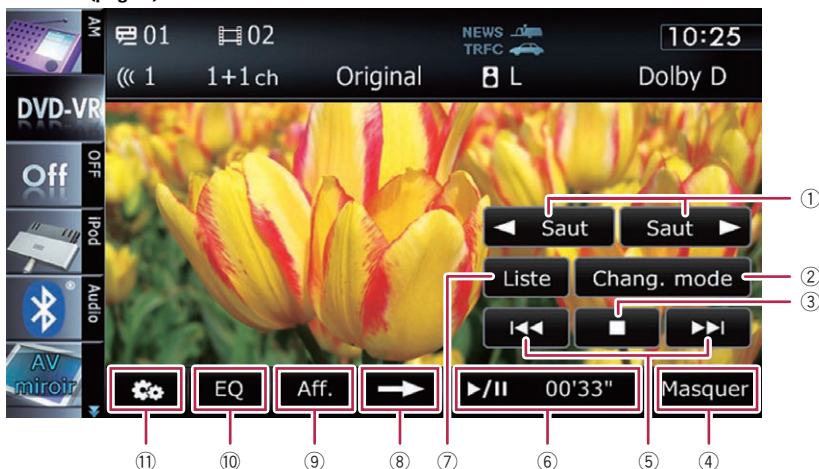 AM
DVD-VR
Off
OFF
iPod
Audio
AV
miroir
01 02 NEWS 10:25
TRFC
1 1+1 ch Original L Dolby D
◀ Saut Saut ▶ ①
Liste Chang. mode ②
③
EQ Aff. ▶/II 00'33" Masquer
⑪ ⑩ ⑨ ⑧ ⑦ ⑥ ⑤ ④